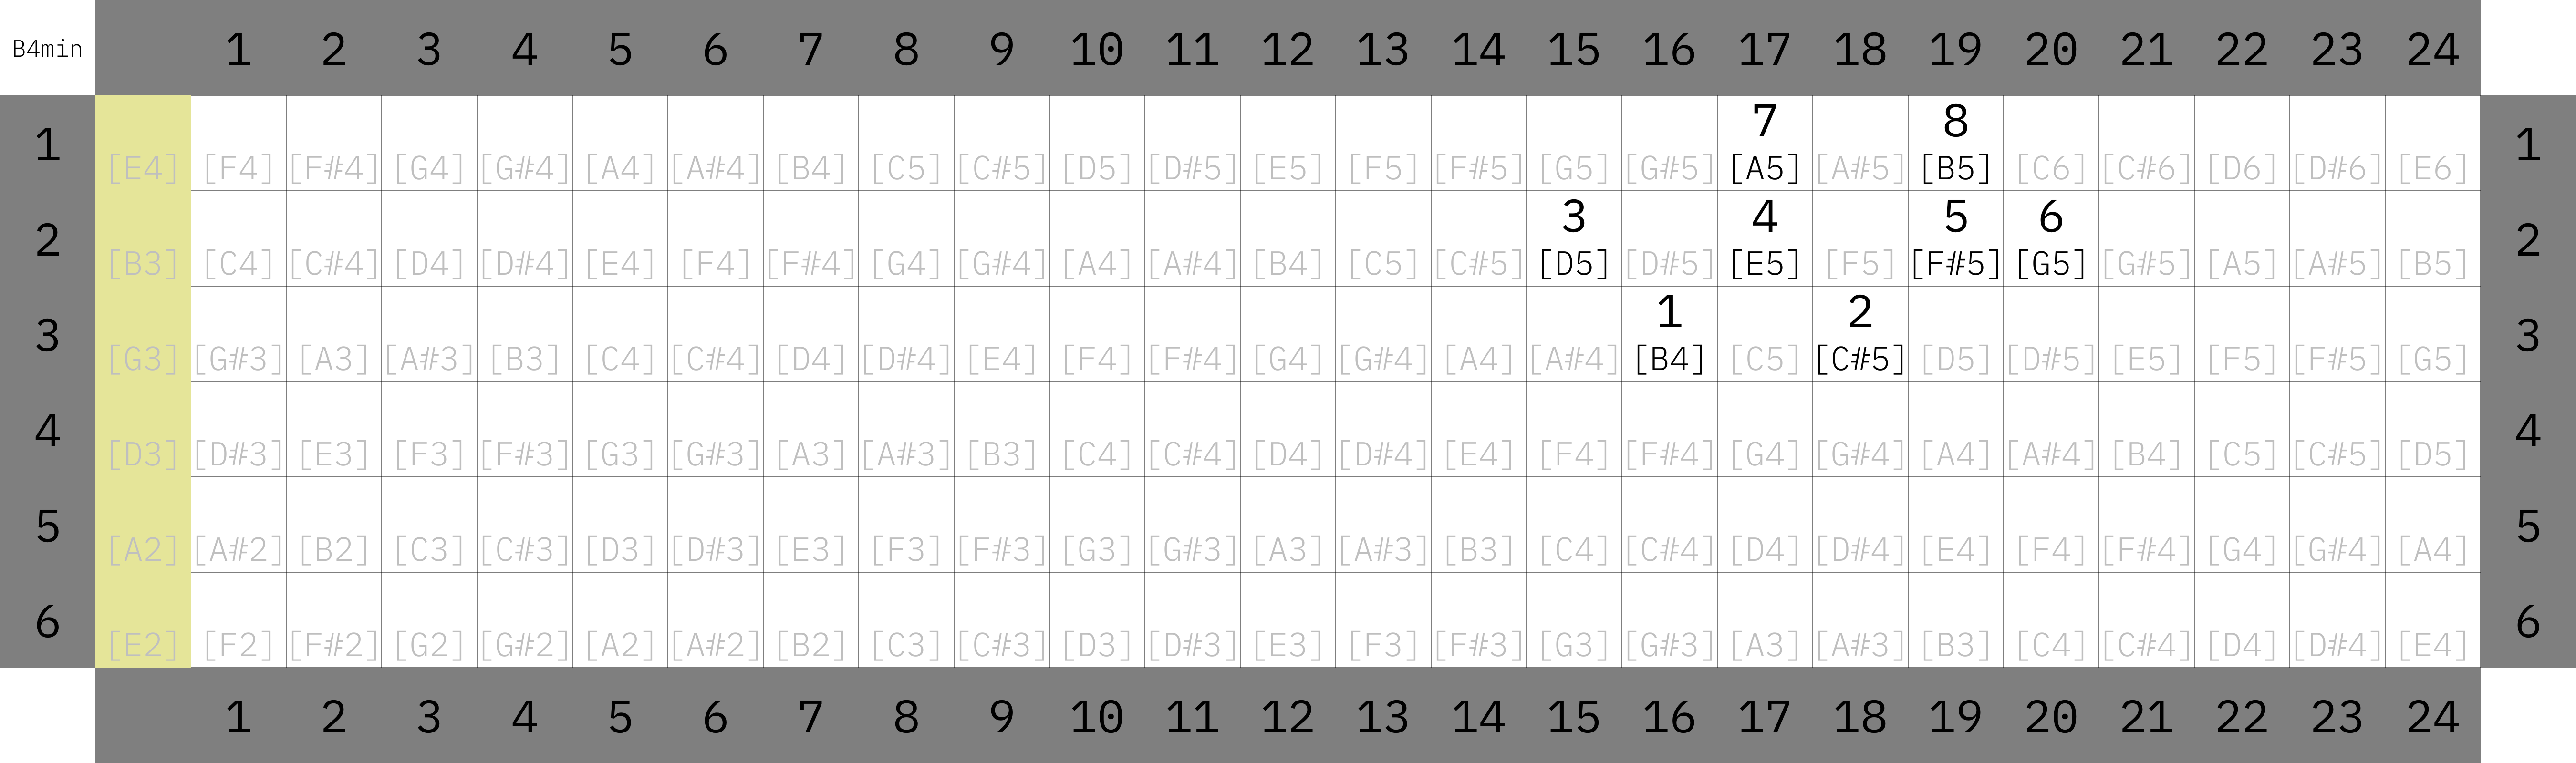 B4min 1 2 3 4 5 6 7 8 9 10 11 12 13 14 15 16 17 18 19 20 21 22 23 24
7 8
1 [E4] [F4] [F#4] [G4] [G#4] [A4] [A#4] [B4] [C5] [C#5] [D5] [D#5] [E5] [F5] [F#5] [G5] [G#5] [A5] [A#5] [B5] [C6] [C#6] [D6] [D#6] [E6] 1
3 4 5 6
2 [B3] [C4] [C#4] [D4] [D#4] [E4] [F4] [F#4] [G4] [G#4] [A4] [A#4] [B4] [C5] [C#5] [D5] [D#5] [E5] [F5] [F#5] [G5] [G#5] [A5] [A#5] [B5] 2
1 2
3 [G3] [G#3] [A3] [A#3] [B3] [C4] [C#4] [D4] [D#4] [E4] [F4] [F#4] [G4] [G#4] [A4] [A#4] [B4] [C5] [C#5] [D5] [D#5] [E5] [F5] [F#5] [G5] 3
4 [D3] [D#3] [E3] [F3] [F#3] [G3] [G#3] [A3] [A#3] [B3] [C4] [C#4] [D4] [D#4] [E4] [F4] [F#4] [G4] [G#4] [A4] [A#4] [B4] [C5] [C#5] [D5] 4
5 [A2] [A#2] [B2] [C3] [C#3] [D3] [D#3] [E3] [F3] [F#3] [G3] [G#3] [A3] [A#3] [B3] [C4] [C#4] [D4] [D#4] [E4] [F4] [F#4] [G4] [G#4] [A4] 5
6 [E2] [F2] [F#2] [G2] [G#2] [A2] [A#2] [B2] [C3] [C#3] [D3] [D#3] [E3] [F3] [F#3] [G3] [G#3] [A3] [A#3] [B3] [C4] [C#4] [D4] [D#4] [E4] 6
1 2 3 4 5 6 7 8 9 10 11 12 13 14 15 16 17 18 19 20 21 22 23 24